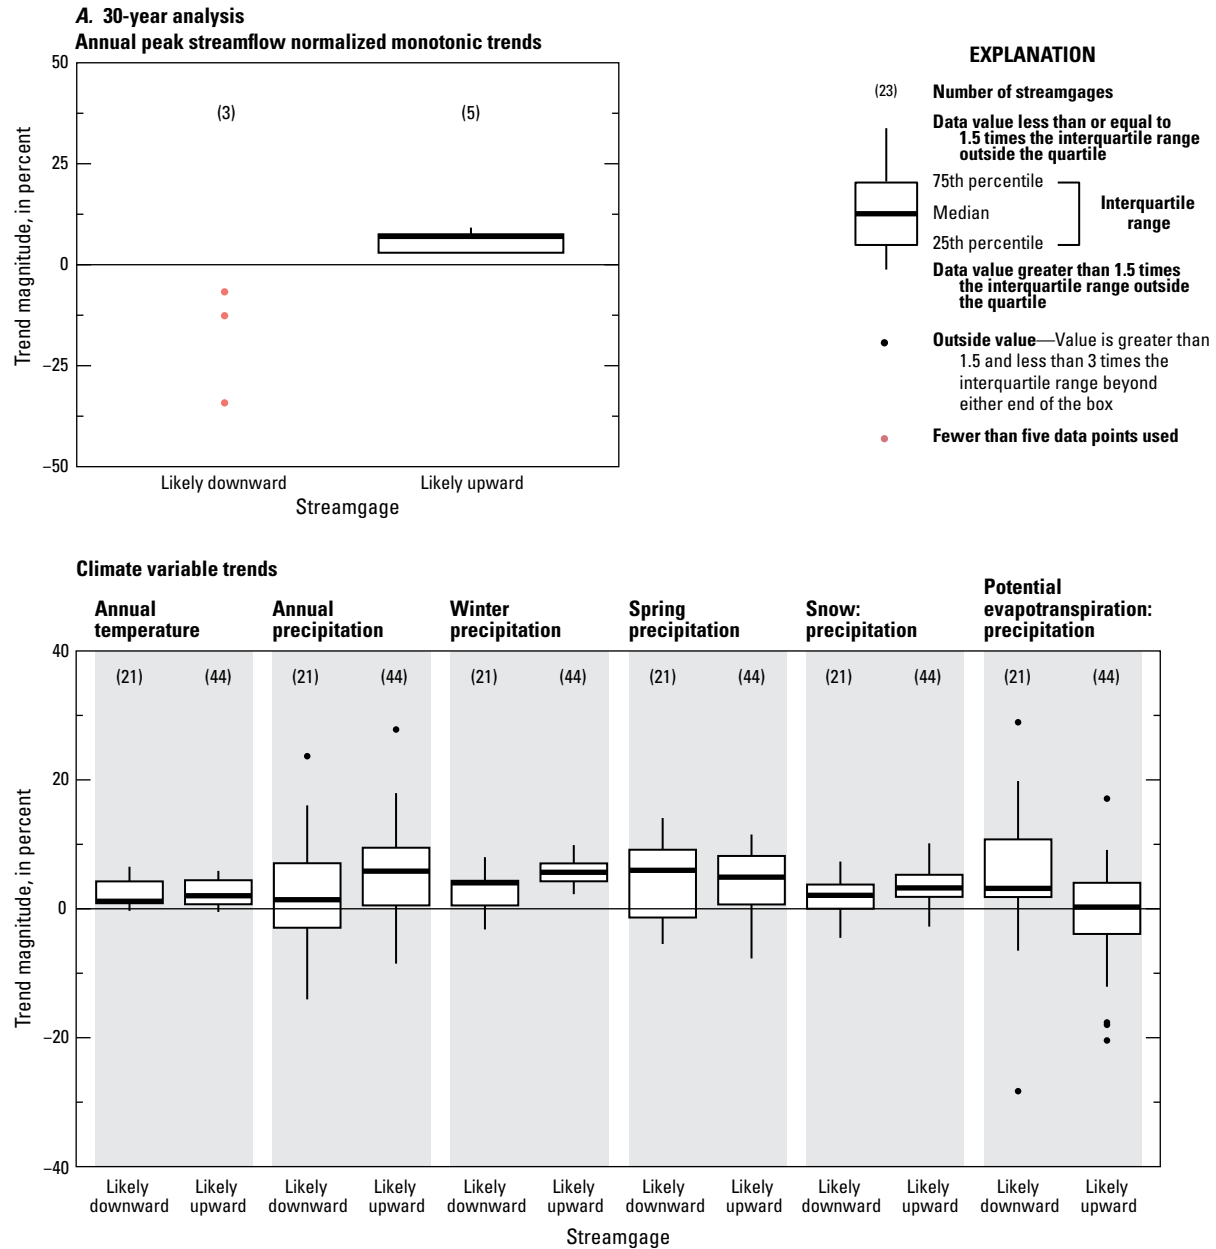 A. 30-year analysis
Annual peak streamflow normalized monotonic trends
50
25
0
−25
−50
Trend magnitude, in percent
(3)
(5)
Likely downward
Likely upward
Streamgage
EXPLANATION
(23) Number of streamgages
Data value less than or equal to
1.5 times the interquartile range
outside the quartile
75th percentile
Median
25th percentile
Interquartile
range
Data value greater than 1.5 times
the interquartile range outside
the quartile
Outside value—Value is greater than
1.5 and less than 3 times the
interquartile range beyond
either end of the box
Fewer than five data points used
Climate variable trends
Annual
temperature
Annual
precipitation
Winter
precipitation
Spring
precipitation
Snow:
precipitation
Potential
evapotranspiration:
precipitation
40
20
0
−20
−40
Trend magnitude, in percent
(21) (44) (21) (44) (21) (44) (21) (44) (21) (44) (21) (44)
Likely
downward
Likely
upward
Likely
downward
Likely
upward
Likely
downward
Likely
upward
Likely
downward
Likely
upward
Likely
downward
Likely
upward
Likely
downward
Likely
upward
Streamgage